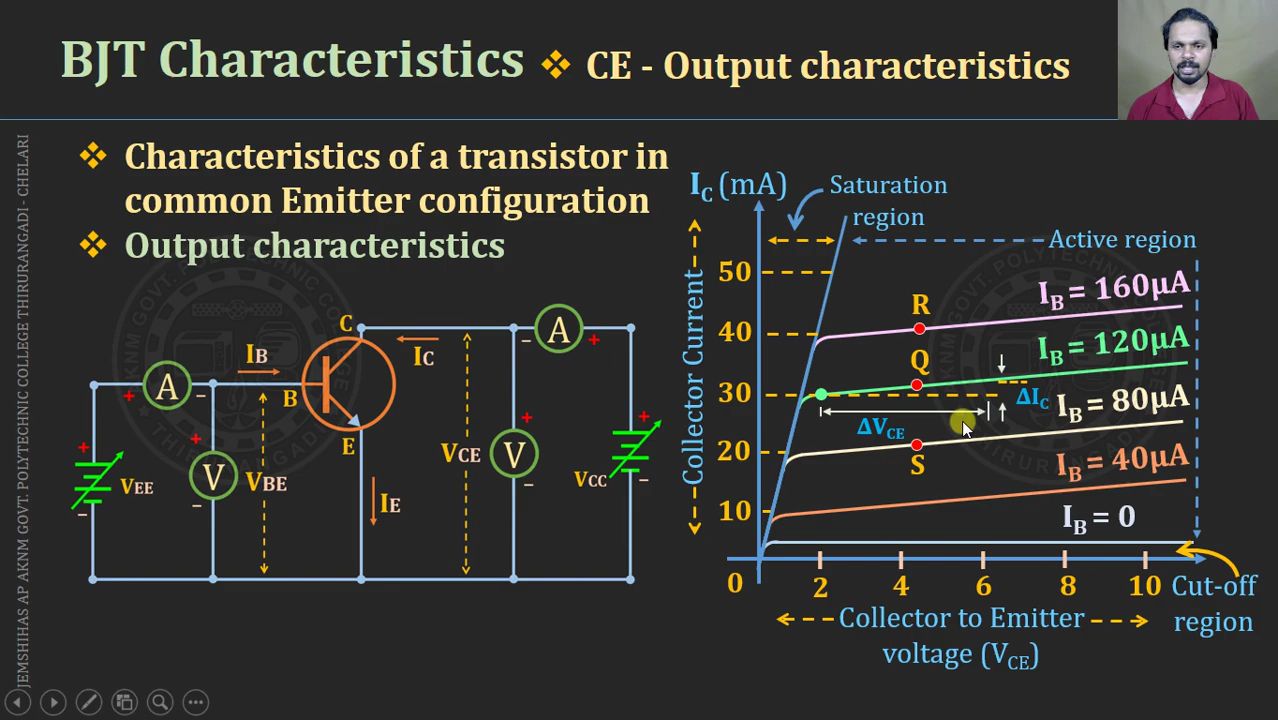 BJT Characteristics ❖ CE - Output characteristics
❖ Characteristics of a transistor in
common Emitter configuration
❖ Output characteristics
JEMSHIHAS AP AKNM GOVT. POLYTECHNIC COLLEGE THIRURANGADI - CHELARI
C
A
− +
I_B
I_C
A
+ −
B
E
+
V
−
V_EE
+
V
−
V_BE
I_E
V_CE
+
V
−
V_CC
+
−
I_C (mA)
Saturation
region
Active region
Collector Current
50
40
30
20
10
0
2
4
6
8
10
R
Q
S
I_B = 160μA
I_B = 120μA
I_B = 80μA
I_B = 40μA
I_B = 0
ΔI_C
ΔV_CE
Cut-off
region
Collector to Emitter
voltage (V_CE)